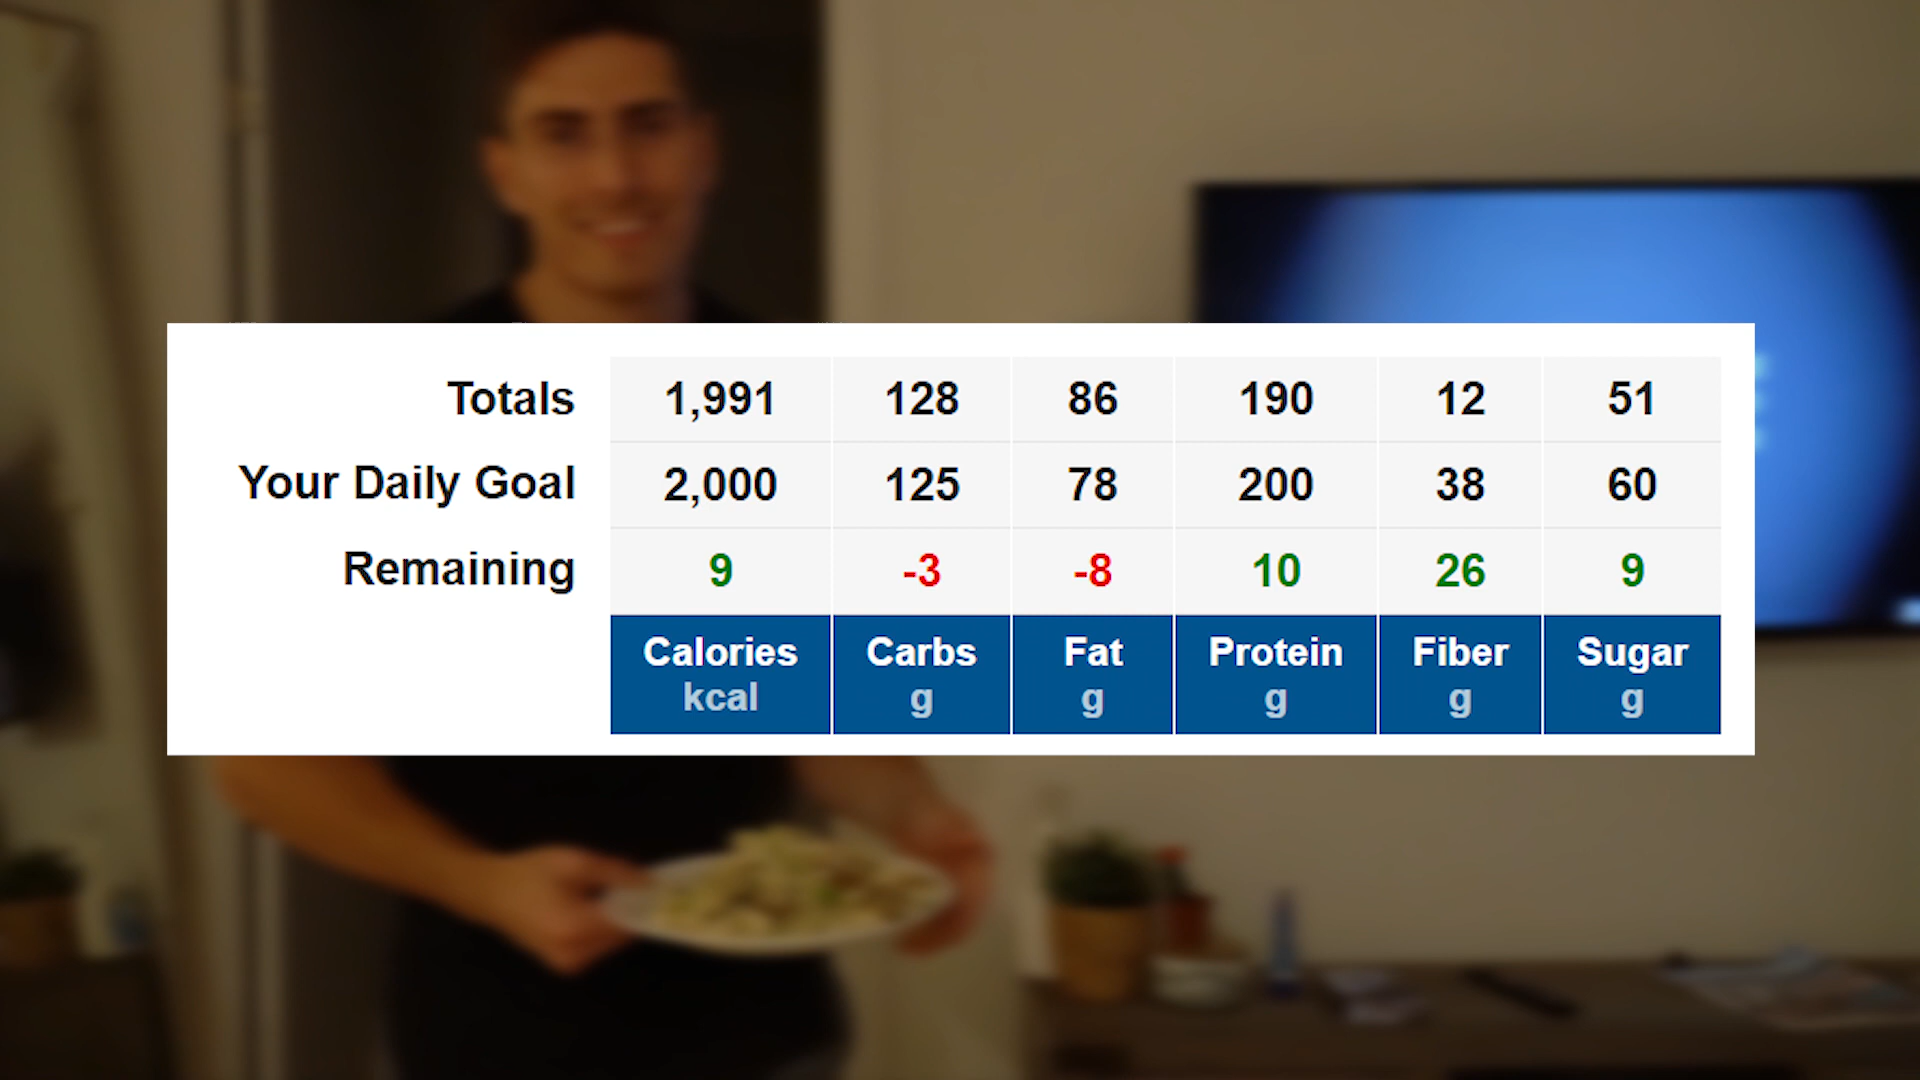 Totals 1,991 128 86 190 12 51
Your Daily Goal 2,000 125 78 200 38 60
Remaining 9 -3 -8 10 26 9
Calories Carbs Fat Protein Fiber Sugar
kcal g g g g g